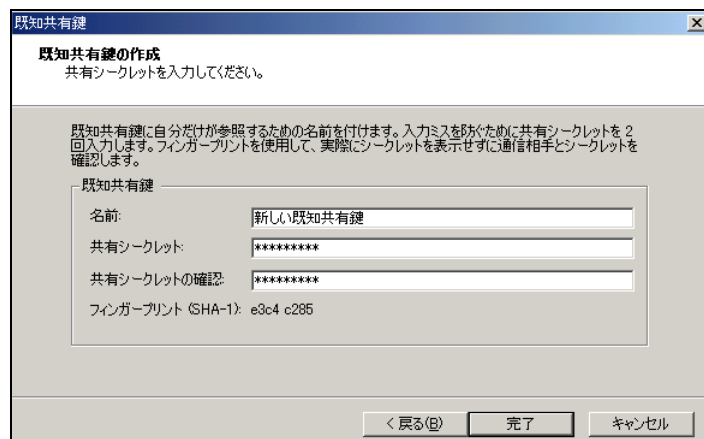 既知共有鍵
既知共有鍵の作成
共有シークレットを入力してください。
既知共有鍵に自分だけが参照するための名前を付けます。入力ミスを防ぐために共有シークレットを 2
回入力します。フィンガープリントを使用して、実際にシークレットを表示せずに通信相手とシークレットを
確認します。
既知共有鍵
名前: 新しい既知共有鍵
共有シークレット: *********
共有シークレットの確認: *********
フィンガープリント (SHA-1): e3c4 c285
< 戻る(B) 完了 キャンセル